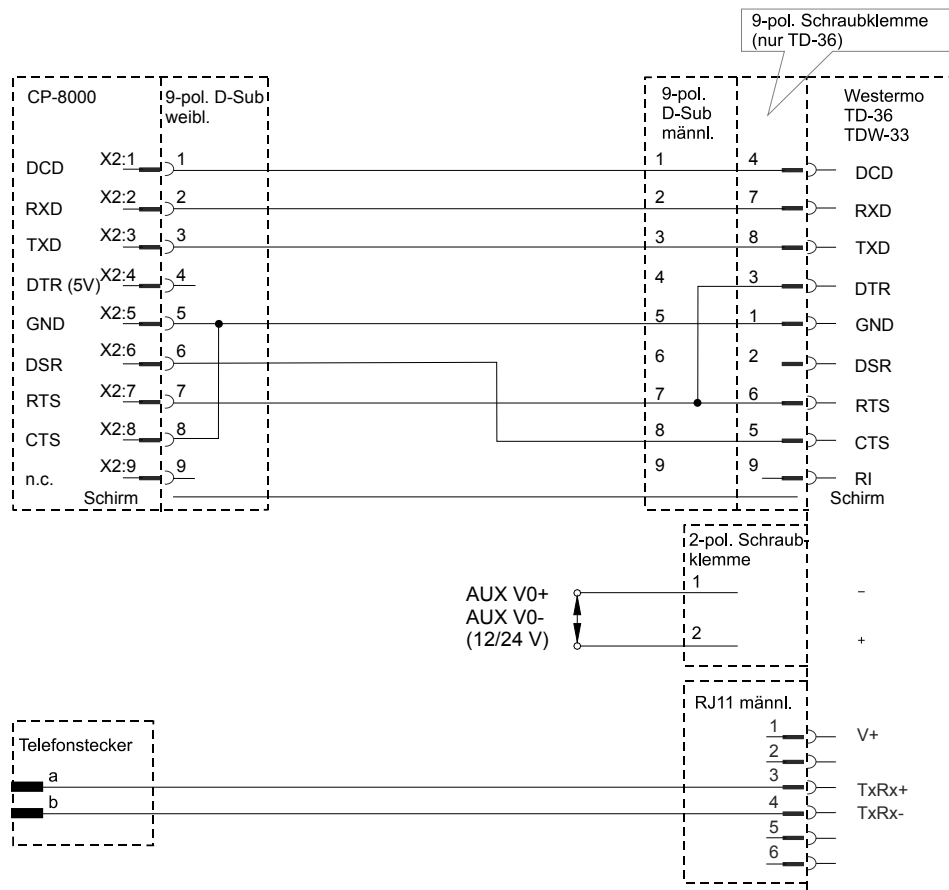 9-pol. Schraubklemme
(nur TD-36)
CP-8000
9-pol. D-Sub
weibl.
9-pol.
D-Sub
männl.
Westermo
TD-36
TDW-33
DCD X2:1 1 1 4 DCD
RXD X2:2 2 2 7 RXD
TXD X2:3 3 3 8 TXD
DTR (5V) X2:4 4 4 3 DTR
GND X2:5 5 5 1 GND
DSR X2:6 6 6 2 DSR
RTS X2:7 7 7 6 RTS
CTS X2:8 8 8 5 CTS
n.c. X2:9 9 9 9 RI
Schirm Schirm
2-pol. Schraub-
klemme
AUX V0+ 1 −
AUX V0-
(12/24 V) 2 +
RJ11 männl.
1 V+
2
Telefonstecker
a 3 TxRx+
b 4 TxRx-
5
6